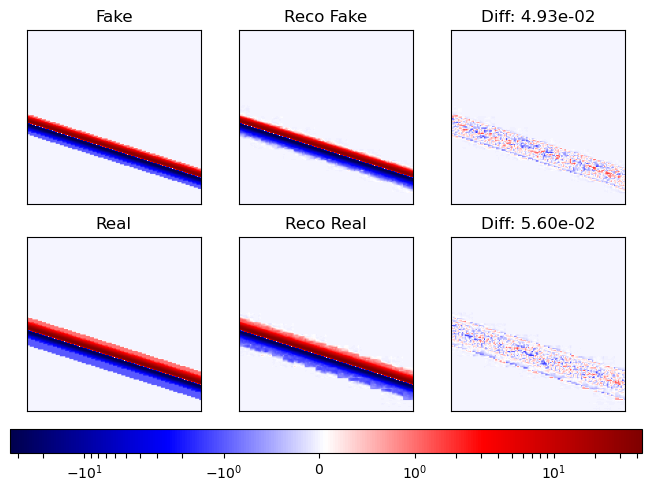 Fake Reco Fake Diff: 4.93e-02
Real Reco Real Diff: 5.60e-02
−10¹ −10⁰ 0 10⁰ 10¹